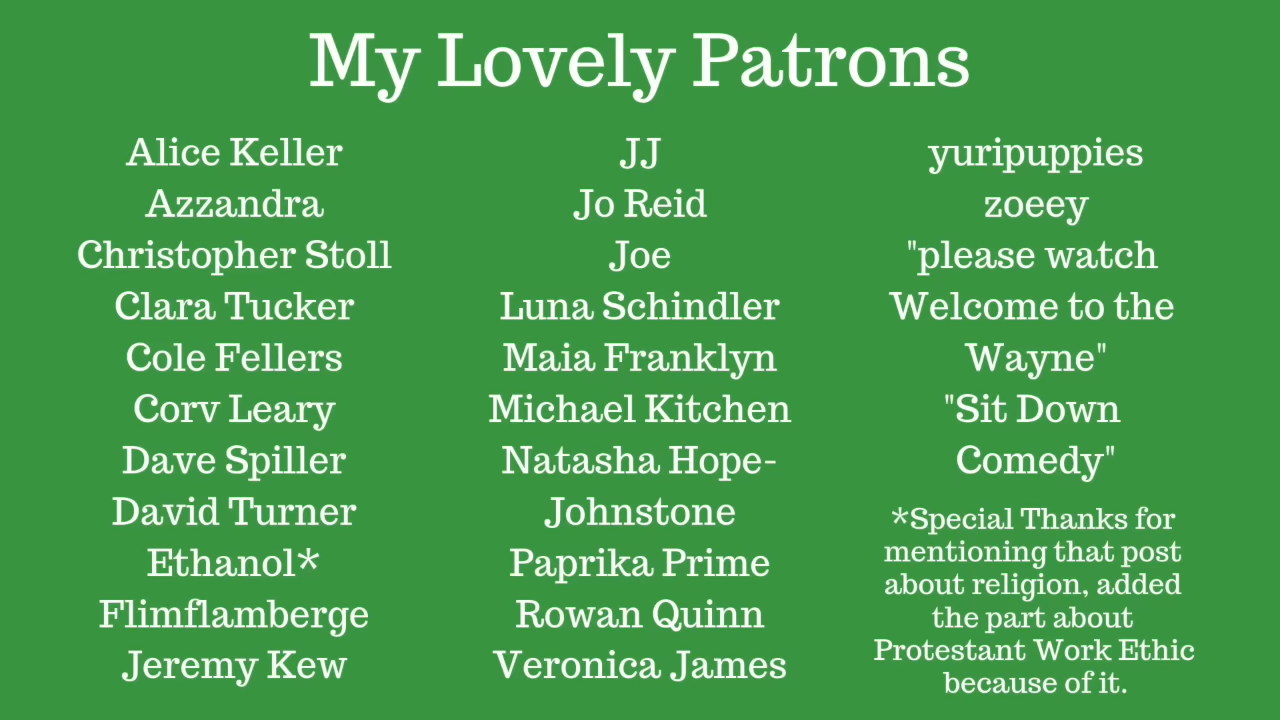 My Lovely Patrons
Alice Keller
Azzandra
Christopher Stoll
Clara Tucker
Cole Fellers
Corv Leary
Dave Spiller
David Turner
Ethanol*
Flimflamberge
Jeremy Kew
JJ
Jo Reid
Joe
Luna Schindler
Maia Franklyn
Michael Kitchen
Natasha Hope-
Johnstone
Paprika Prime
Rowan Quinn
Veronica James
yuripuppies
zoeey
"please watch
Welcome to the
Wayne"
"Sit Down
Comedy"
*Special Thanks for
mentioning that post
about religion, added
the part about
Protestant Work Ethic
because of it.